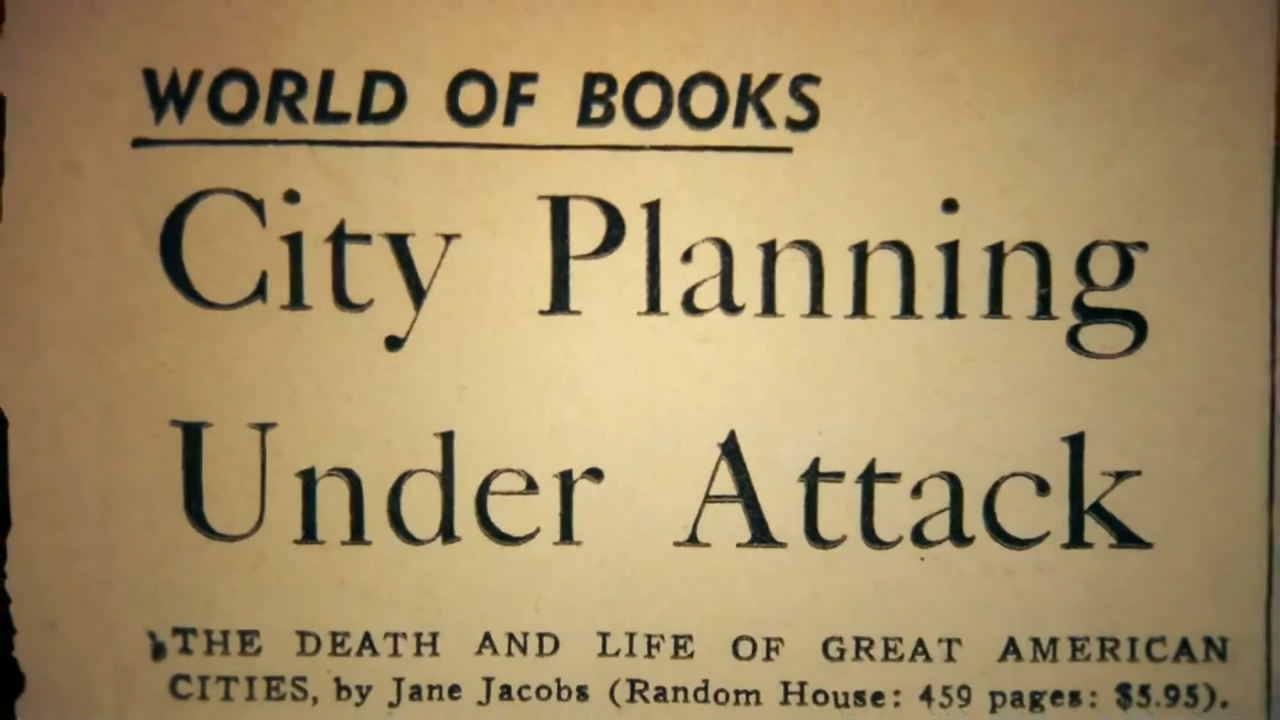 WORLD OF BOOKS
City Planning
Under Attack
THE DEATH AND LIFE OF GREAT AMERICAN
CITIES, by Jane Jacobs (Random House: 459 pages: $5.95).